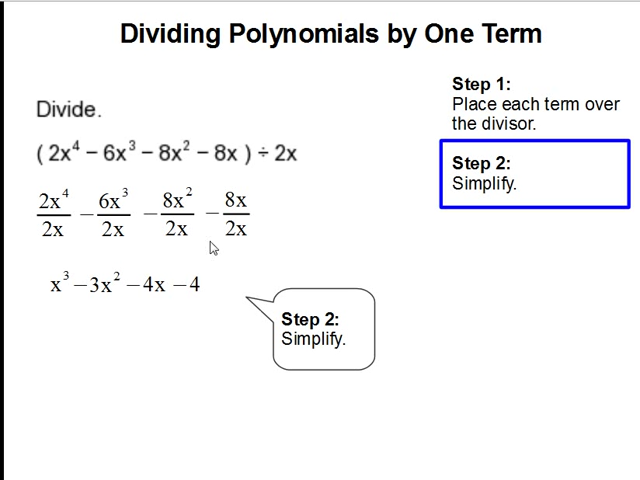 Dividing Polynomials by One Term
Step 1:
Place each term over
the divisor.
Step 2:
Simplify.
Divide.
( 2x⁴ − 6x³ − 8x² − 8x ) ÷ 2x
2x⁴/2x − 6x³/2x − 8x²/2x − 8x/2x
x³ − 3x² − 4x − 4
Step 2:
Simplify.